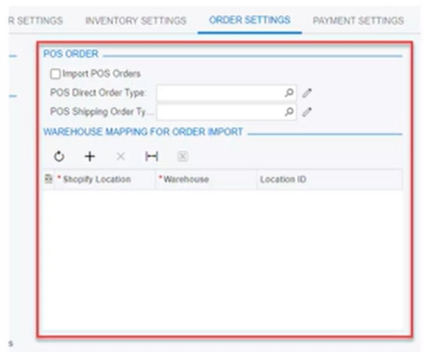 R SETTINGS INVENTORY SETTINGS ORDER SETTINGS PAYMENT SETTINGS
POS ORDER
Import POS Orders
POS Direct Order Type:
POS Shipping Order Ty...
WAREHOUSE MAPPING FOR ORDER IMPORT
* Shopify Location * Warehouse Location ID
s